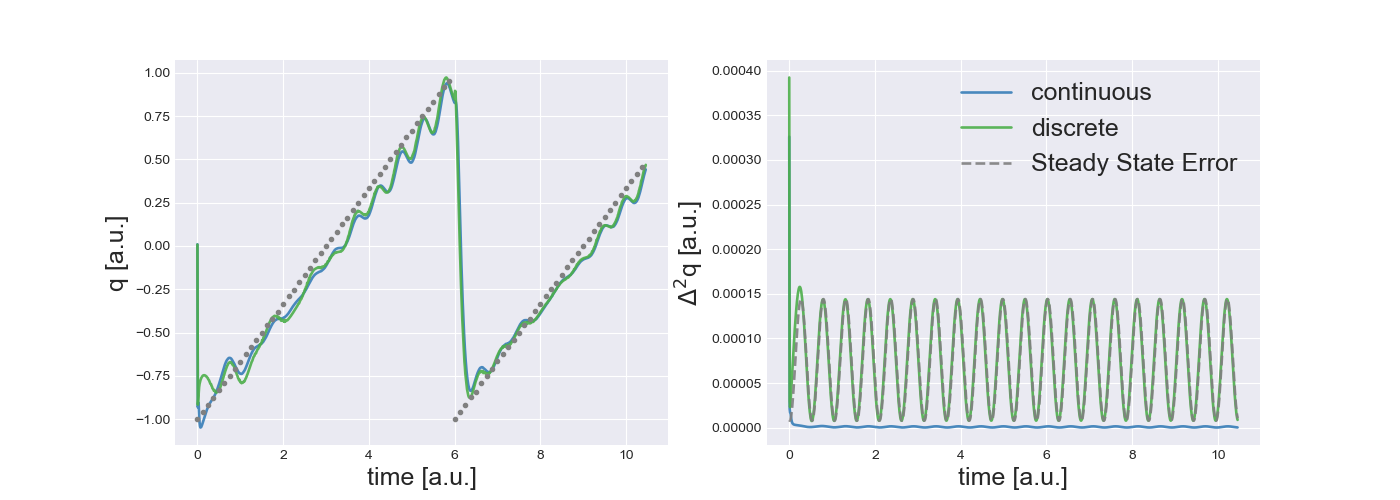 1.00
0.75
0.50
0.25
0.00
−0.25
−0.50
−0.75
−1.00
q [a.u.]
0 2 4 6 8 10
time [a.u.]
0.00040
0.00035
0.00030
0.00025
0.00020
0.00015
0.00010
0.00005
0.00000
Δ²q [a.u.]
continuous
discrete
Steady State Error
0 2 4 6 8 10
time [a.u.]